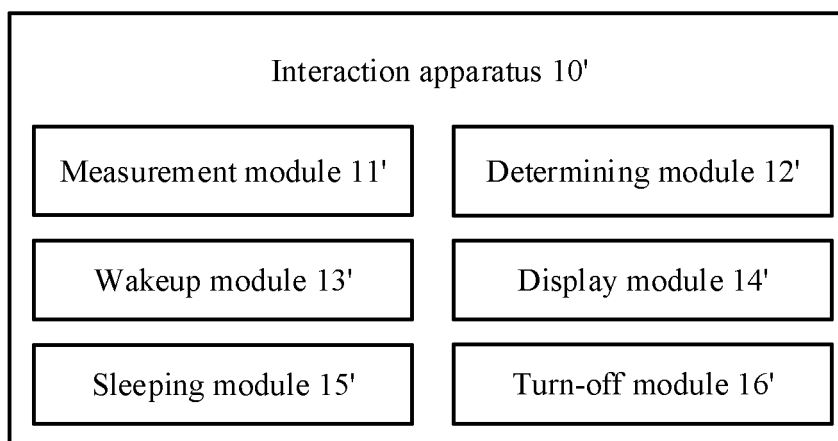 Interaction apparatus 10'
Measurement module 11'
Determining module 12'
Wakeup module 13'
Display module 14'
Sleeping module 15'
Turn-off module 16'